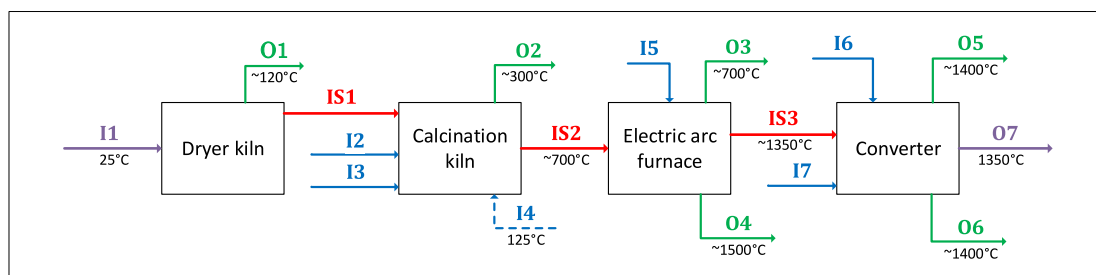 O1
~120°C
O2
~300°C
I5
O3
~700°C
I6
O5
~1400°C
I1
25°C
Dryer kiln
IS1
I2
I3
Calcination
kiln
I4
125°C
IS2
~700°C
Electric arc
furnace
O4
~1500°C
IS3
~1350°C
I7
Converter
O7
1350°C
O6
~1400°C